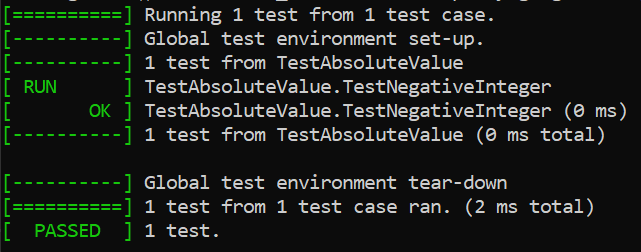 [==========] Running 1 test from 1 test case.
[----------] Global test environment set-up.
[----------] 1 test from TestAbsoluteValue
[ RUN      ] TestAbsoluteValue.TestNegativeInteger
[       OK ] TestAbsoluteValue.TestNegativeInteger (0 ms)
[----------] 1 test from TestAbsoluteValue (0 ms total)
[----------] Global test environment tear-down
[==========] 1 test from 1 test case ran. (2 ms total)
[  PASSED  ] 1 test.